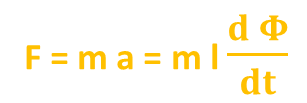 F = m a = m l d Φ / dt